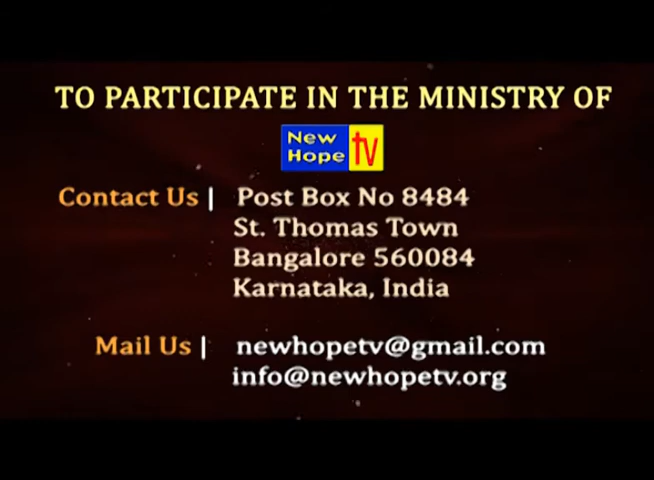 TO PARTICIPATE IN THE MINISTRY OF
New Hope tv
Contact Us | Post Box No 8484
St. Thomas Town
Bangalore 560084
Karnataka, India
Mail Us | newhopetv@gmail.com
info@newhopetv.org